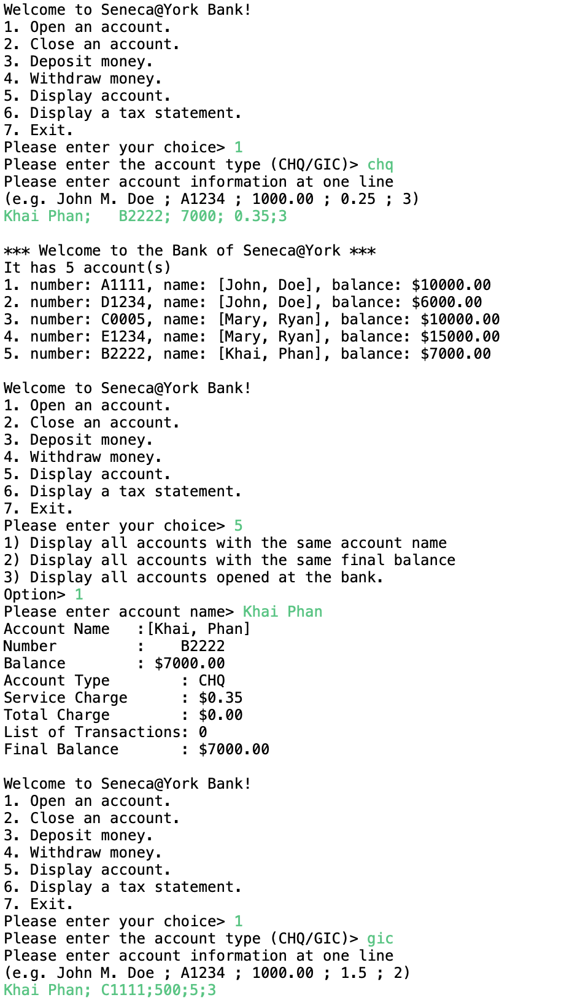 Welcome to Seneca@York Bank!
1. Open an account.
2. Close an account.
3. Deposit money.
4. Withdraw money.
5. Display account.
6. Display a tax statement.
7. Exit.
Please enter your choice> 1
Please enter the account type (CHQ/GIC)> chq
Please enter account information at one line
(e.g. John M. Doe ; A1234 ; 1000.00 ; 0.25 ; 3)
Khai Phan;   B2222; 7000; 0.35;3

*** Welcome to the Bank of Seneca@York ***
It has 5 account(s)
1. number: A1111, name: [John, Doe], balance: $10000.00
2. number: D1234, name: [John, Doe], balance: $6000.00
3. number: C0005, name: [Mary, Ryan], balance: $10000.00
4. number: E1234, name: [Mary, Ryan], balance: $15000.00
5. number: B2222, name: [Khai, Phan], balance: $7000.00

Welcome to Seneca@York Bank!
1. Open an account.
2. Close an account.
3. Deposit money.
4. Withdraw money.
5. Display account.
6. Display a tax statement.
7. Exit.
Please enter your choice> 5
1) Display all accounts with the same account name
2) Display all accounts with the same final balance
3) Display all accounts opened at the bank.
Option> 1
Please enter account name> Khai Phan
Account Name   :[Khai, Phan]
Number         :    B2222
Balance        : $7000.00
Account Type        : CHQ
Service Charge      : $0.35
Total Charge        : $0.00
List of Transactions: 0
Final Balance       : $7000.00

Welcome to Seneca@York Bank!
1. Open an account.
2. Close an account.
3. Deposit money.
4. Withdraw money.
5. Display account.
6. Display a tax statement.
7. Exit.
Please enter your choice> 1
Please enter the account type (CHQ/GIC)> gic
Please enter account information at one line
(e.g. John M. Doe ; A1234 ; 1000.00 ; 1.5 ; 2)
Khai Phan; C1111;500;5;3